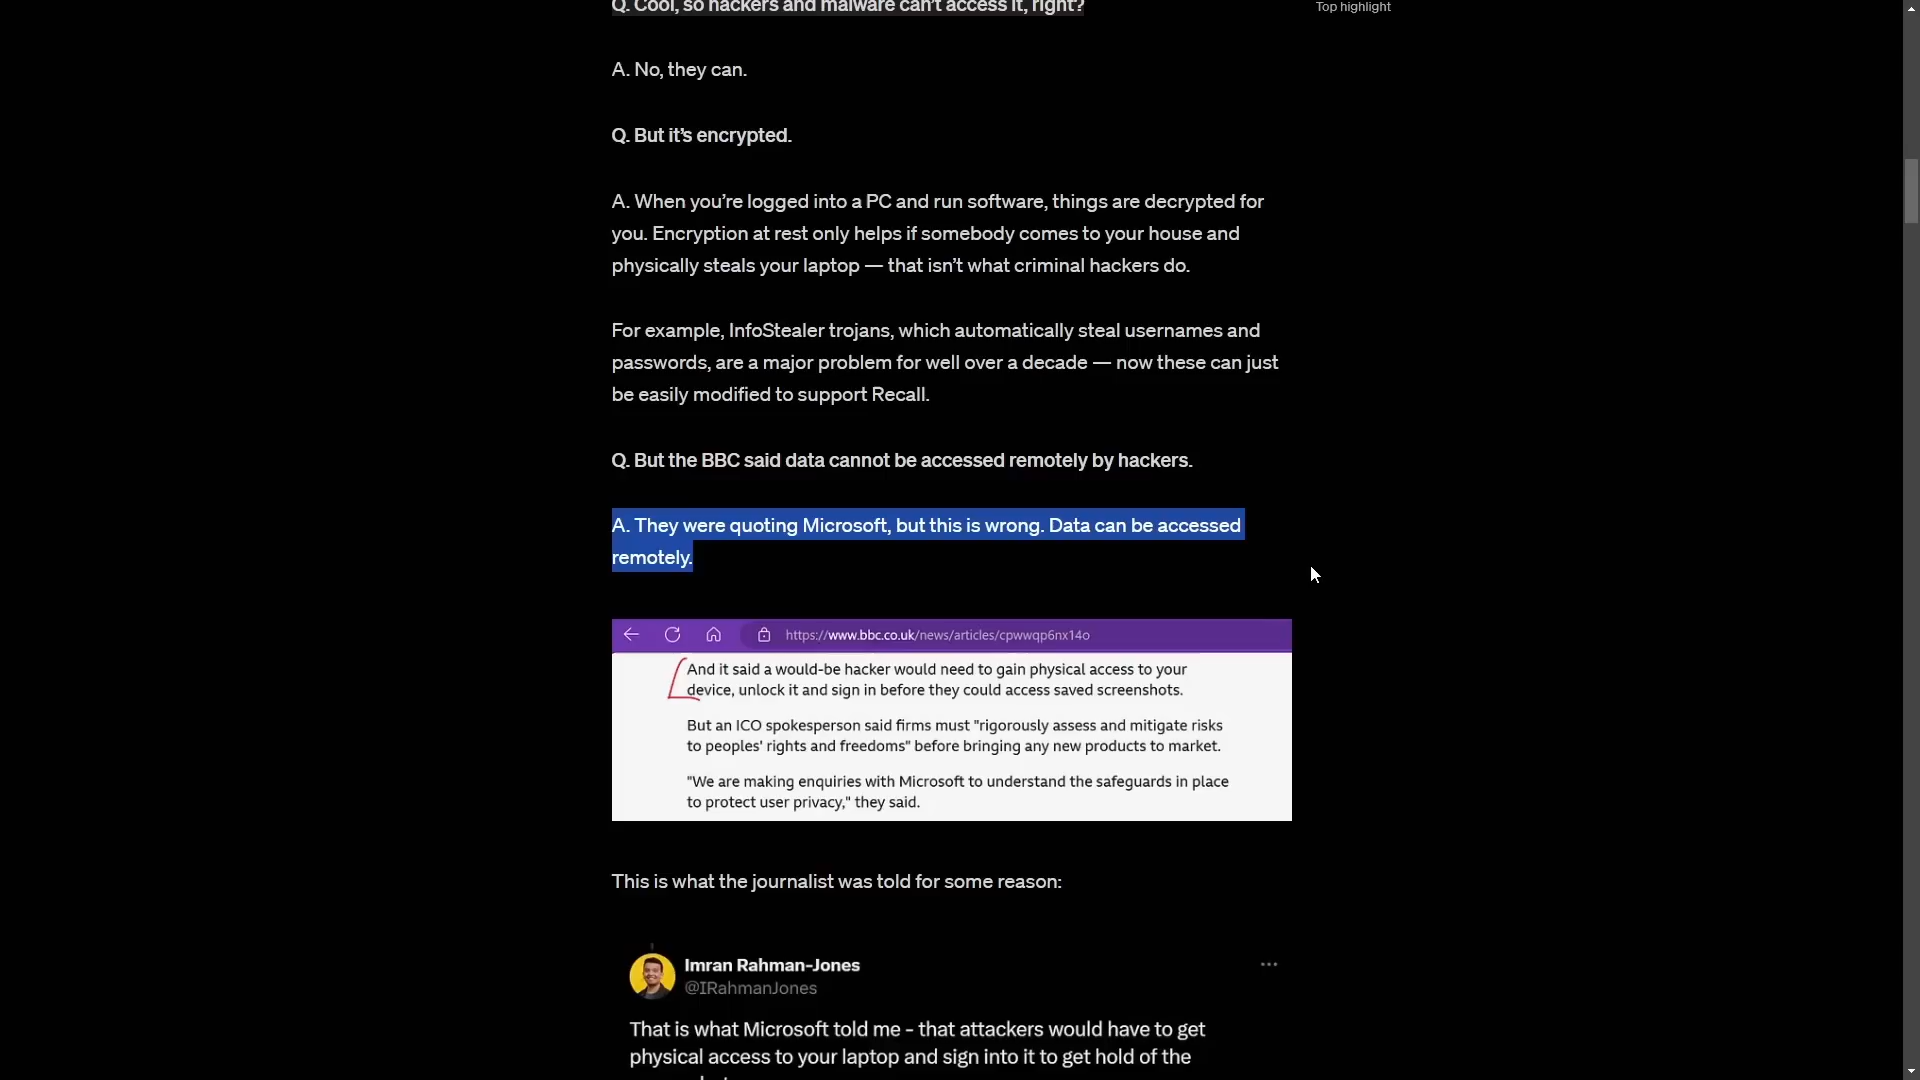 Q. Cool, so hackers and malware can't access it, right?
Top highlight
A. No, they can.
Q. But it's encrypted.
A. When you're logged into a PC and run software, things are decrypted for
you. Encryption at rest only helps if somebody comes to your house and
physically steals your laptop — that isn't what criminal hackers do.
For example, InfoStealer trojans, which automatically steal usernames and
passwords, are a major problem for well over a decade — now these can just
be easily modified to support Recall.
Q. But the BBC said data cannot be accessed remotely by hackers.
A. They were quoting Microsoft, but this is wrong. Data can be accessed
remotely.
https://www.bbc.co.uk/news/articles/cpwwqp6nx14o
And it said a would-be hacker would need to gain physical access to your
device, unlock it and sign in before they could access saved screenshots.
But an ICO spokesperson said firms must "rigorously assess and mitigate risks
to peoples' rights and freedoms" before bringing any new products to market.
"We are making enquiries with Microsoft to understand the safeguards in place
to protect user privacy," they said.
This is what the journalist was told for some reason:
Imran Rahman-Jones
@IRahmanJones
That is what Microsoft told me - that attackers would have to get
physical access to your laptop and sign into it to get hold of the